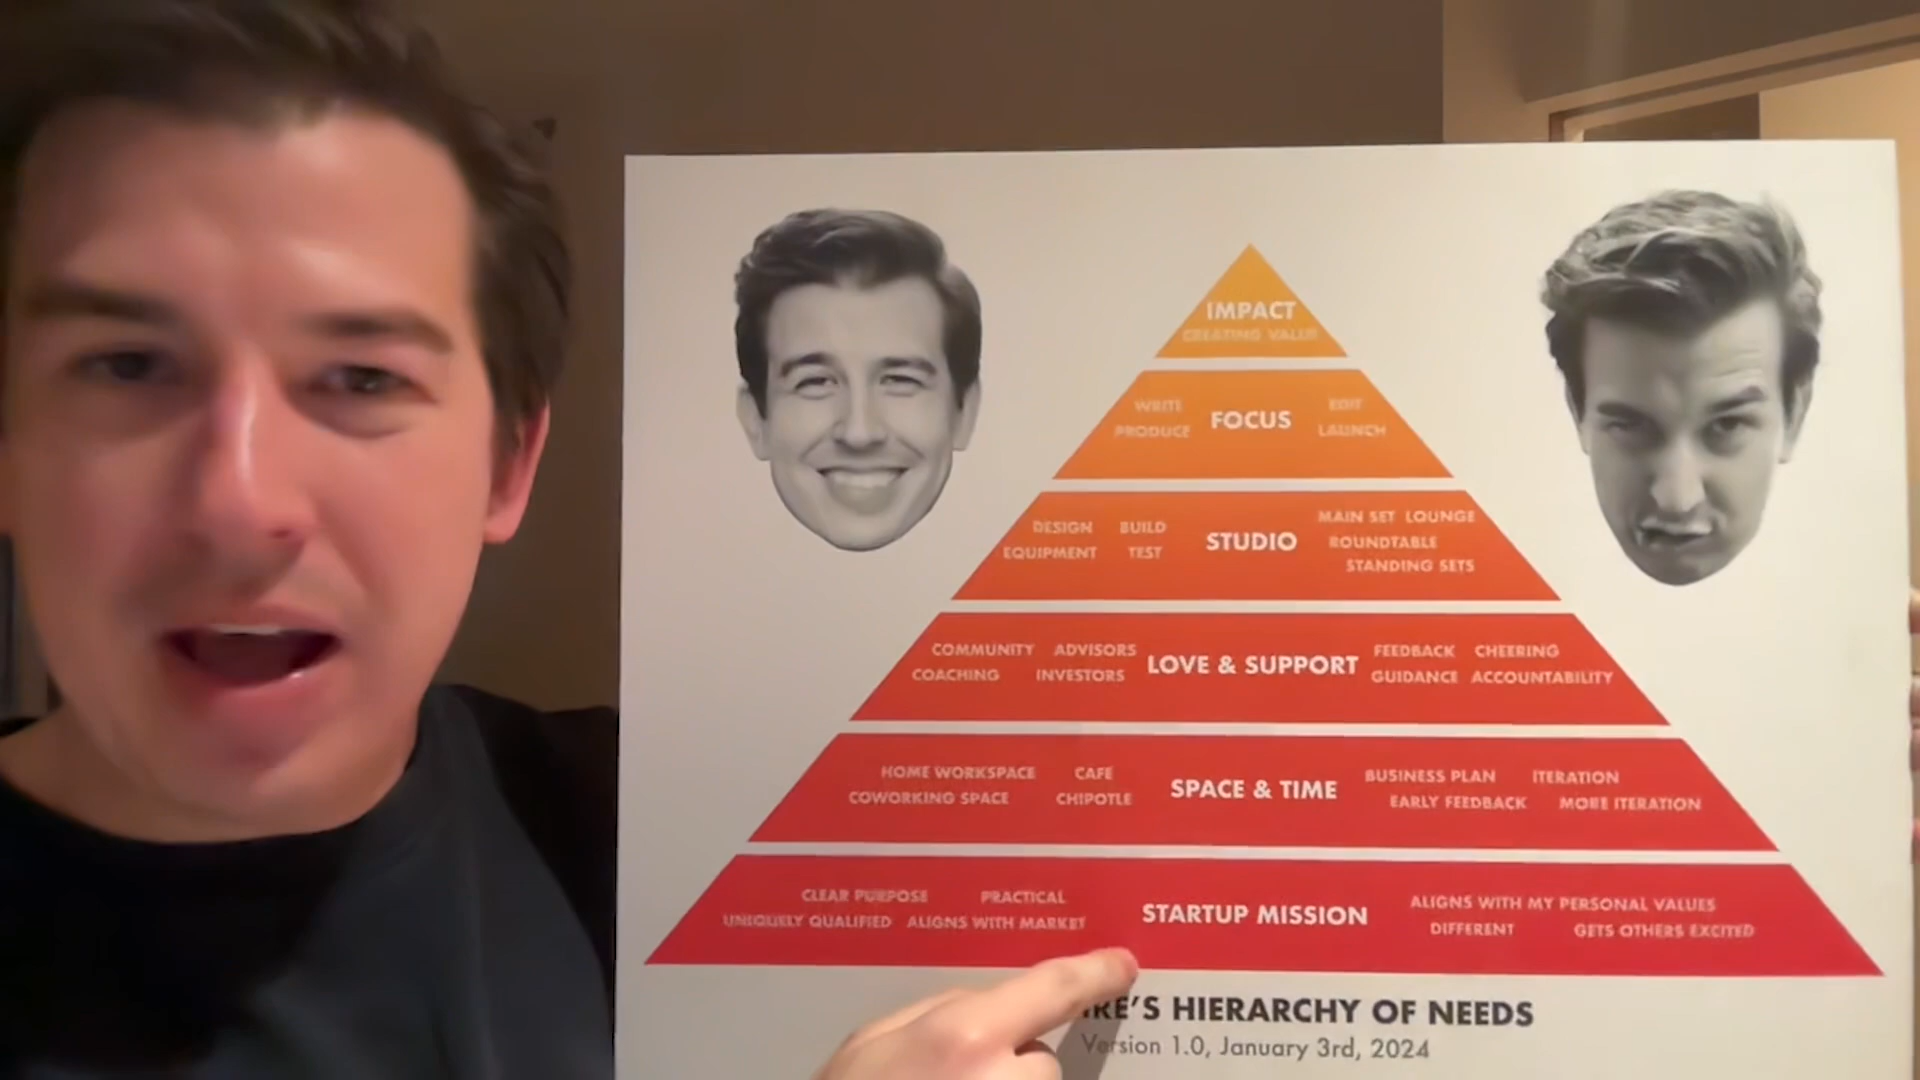 IMPACT
CREATING VALUE
WRITE
EDIT
FOCUS
PRODUCE
LAUNCH
DESIGN BUILD
MAIN SET LOUNGE
STUDIO
EQUIPMENT TEST
ROUNDTABLE
STANDING SETS
COMMUNITY ADVISORS
FEEDBACK CHEERING
LOVE & SUPPORT
COACHING INVESTORS
GUIDANCE ACCOUNTABILITY
HOME WORKSPACE CAFE
BUSINESS PLAN ITERATION
SPACE & TIME
COWORKING SPACE CHIPOTLE
EARLY FEEDBACK MORE ITERATION
CLEAR PURPOSE PRACTICAL
ALIGNS WITH MY PERSONAL VALUES
STARTUP MISSION
UNIQUELY QUALIFIED ALIGNS WITH MARKET
DIFFERENT GETS OTHERS EXCITED
HIERARCHY OF NEEDS
Version 1.0, January 3rd, 2024